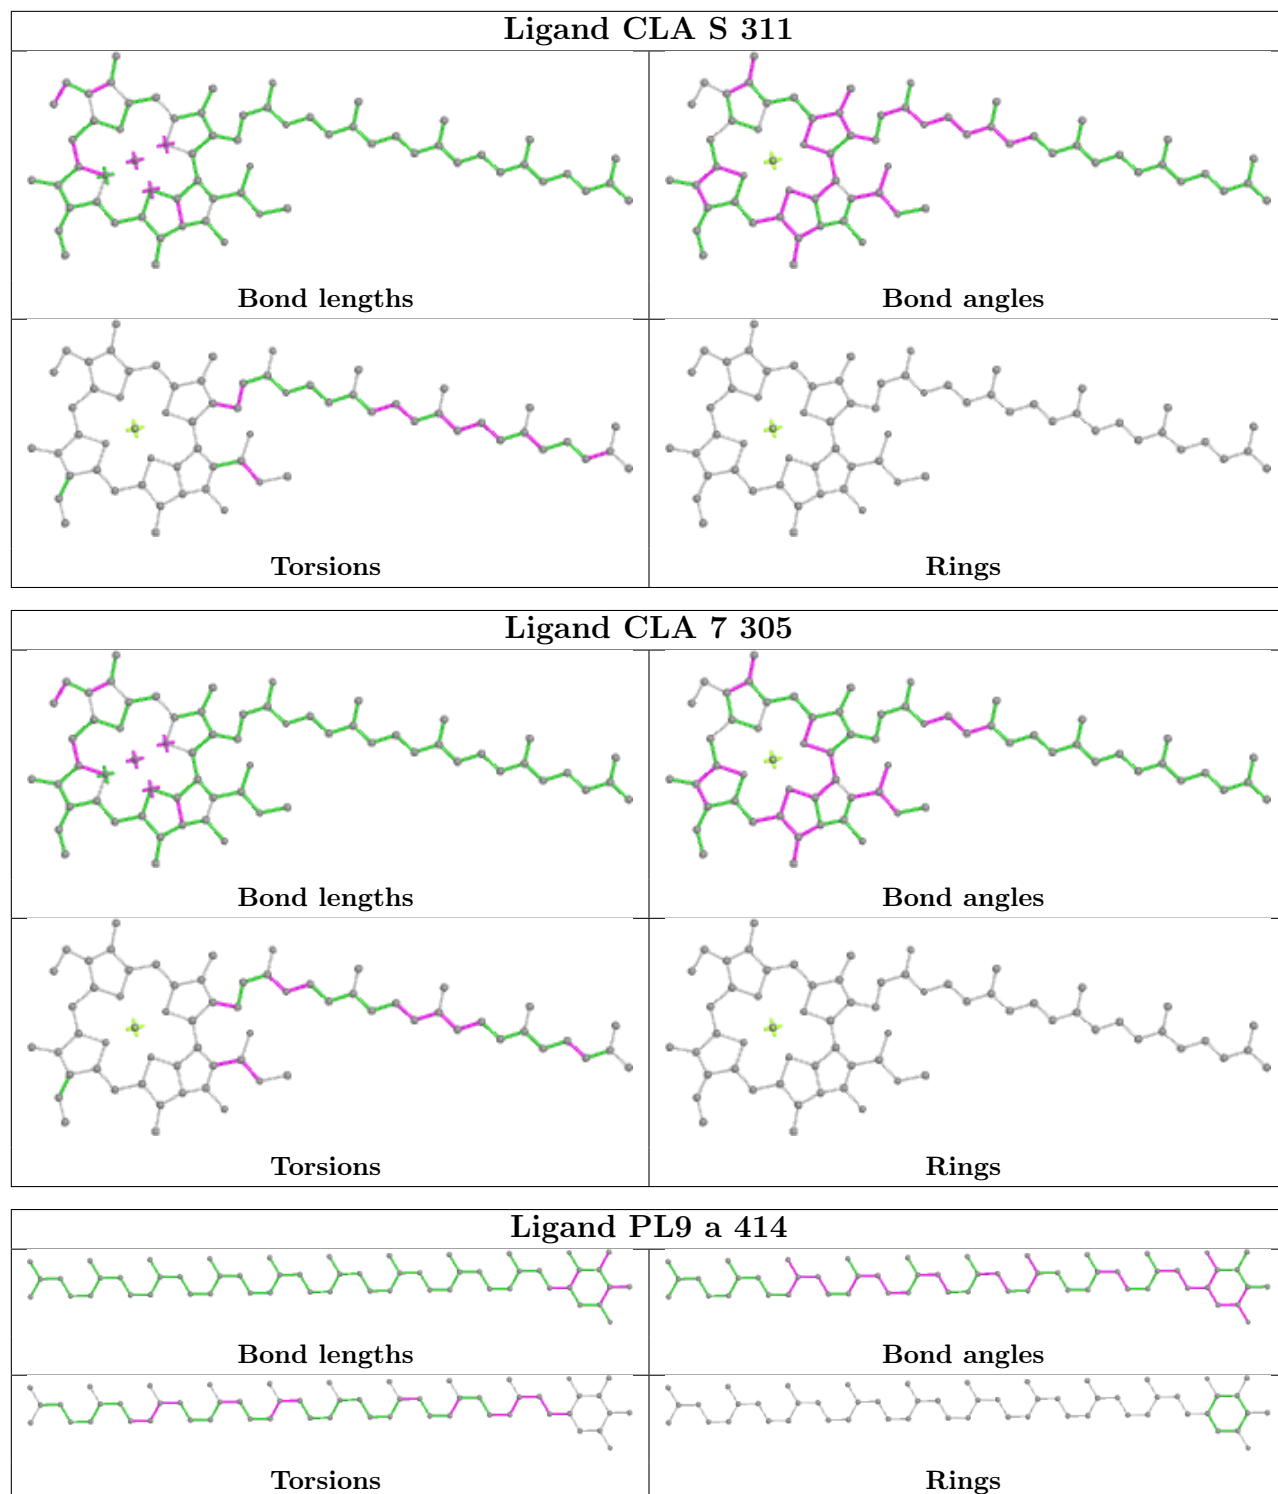 Ligand CLA S 311
Bond lengths
Bond angles
Torsions
Rings
Ligand CLA 7 305
Bond lengths
Bond angles
Torsions
Rings
Ligand PL9 a 414
Bond lengths
Bond angles
Torsions
Rings